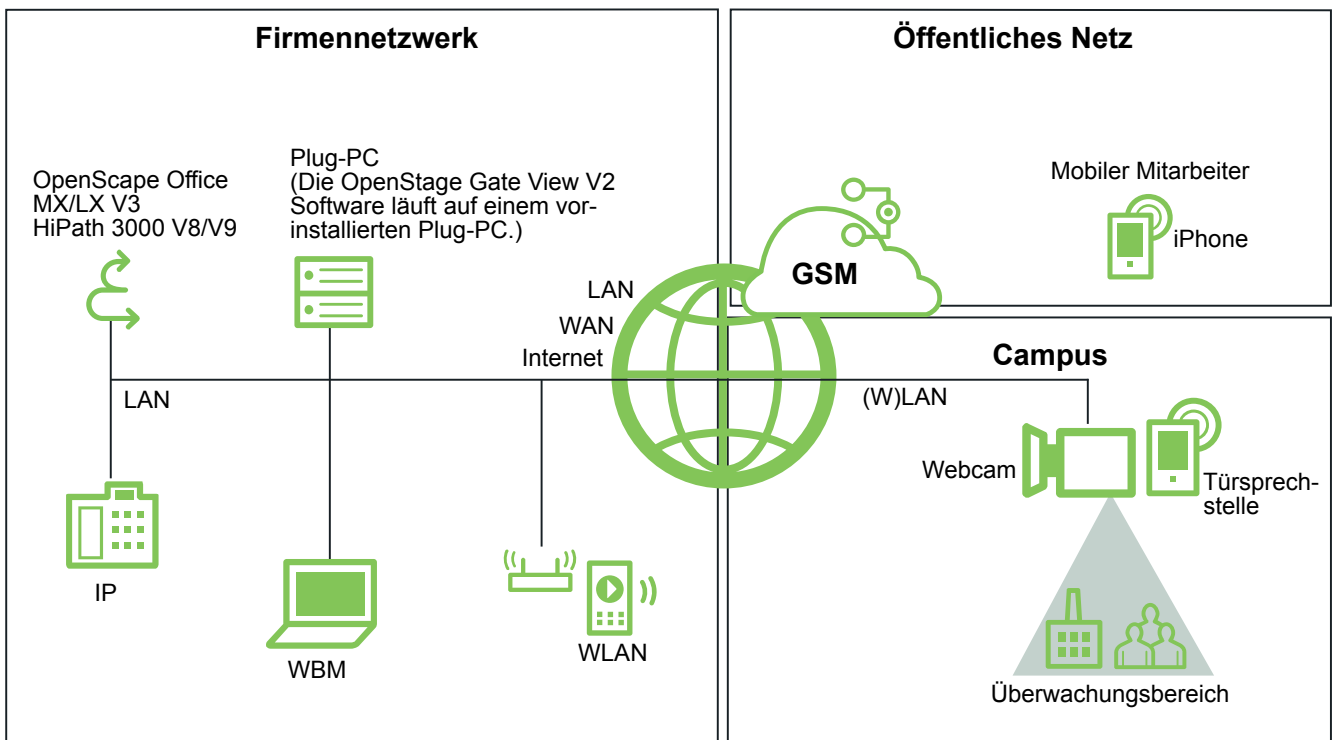 Firmennetzwerk
OpenScape Office
MX/LX V3
HiPath 3000 V8/V9
Plug-PC
(Die OpenStage Gate View V2
Software läuft auf einem vor-
installierten Plug-PC.)
LAN
WAN
Internet
LAN
IP
WBM
WLAN
Öffentliches Netz
GSM
Mobiler Mitarbeiter
iPhone
Campus
(W)LAN
Webcam
Türsprech-
stelle
Überwachungsbereich